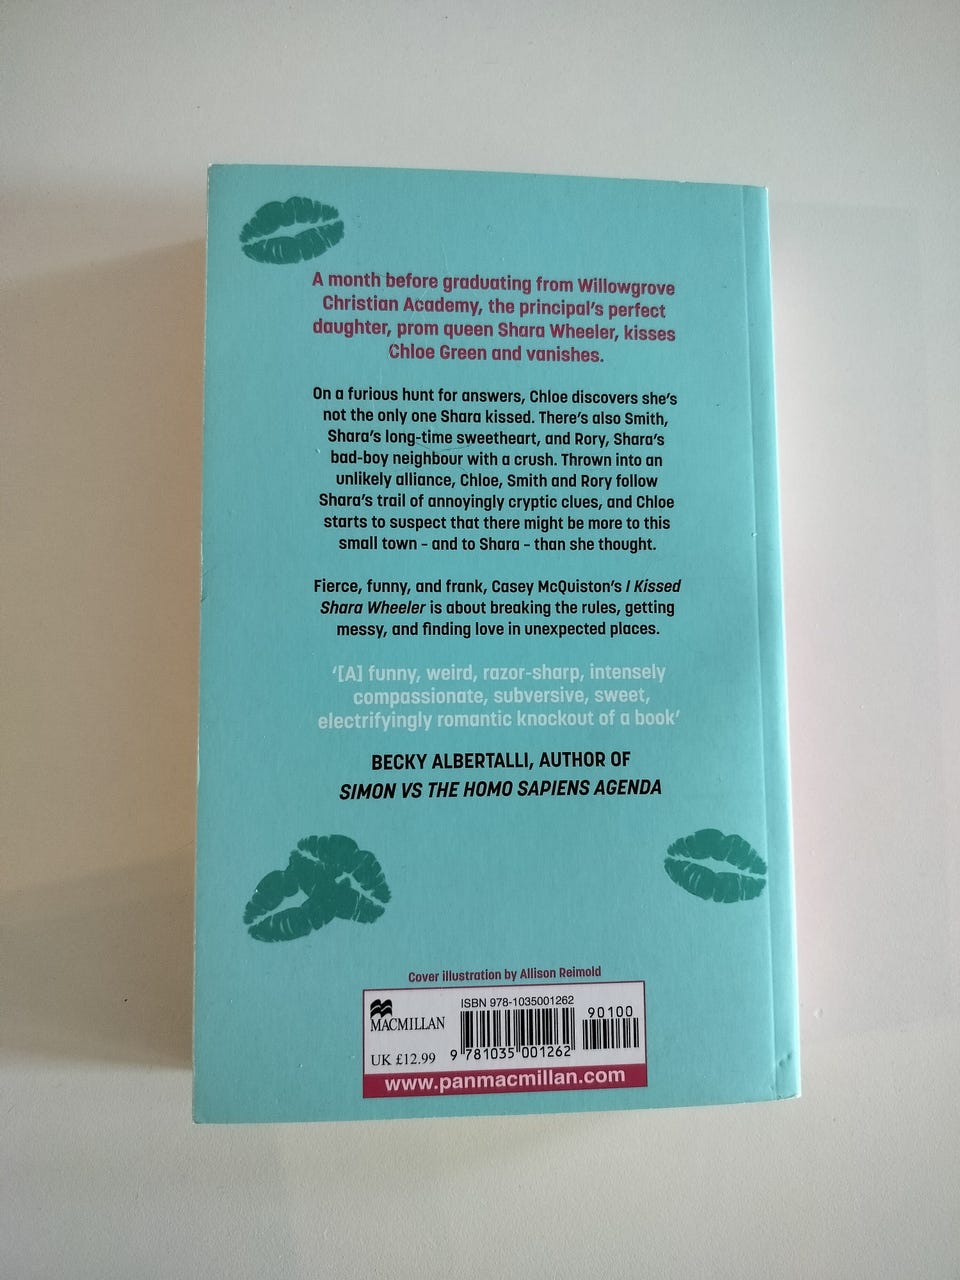 A month before graduating from Willowgrove
Christian Academy, the principal's perfect
daughter, prom queen Shara Wheeler, kisses
Chloe Green and vanishes.
On a furious hunt for answers, Chloe discovers she's
not the only one Shara kissed. There's also Smith,
Shara's long-time sweetheart, and Rory, Shara's
bad-boy neighbour with a crush. Thrown into an
unlikely alliance, Chloe, Smith and Rory follow
Shara's trail of annoyingly cryptic clues, and Chloe
starts to suspect that there might be more to this
small town – and to Shara – than she thought.
Fierce, funny, and frank, Casey McQuiston's I Kissed
Shara Wheeler is about breaking the rules, getting
messy, and finding love in unexpected places.
‘[A] funny, weird, razor-sharp, intensely
compassionate, subversive, sweet,
electrifyingly romantic knockout of a book’
BECKY ALBERTALLI, AUTHOR OF
SIMON VS THE HOMO SAPIENS AGENDA
Cover illustration by Allison Reimold
MACMILLAN
UK £12.99
ISBN 978-1035001262
90100
9 781035 001262
www.panmacmillan.com